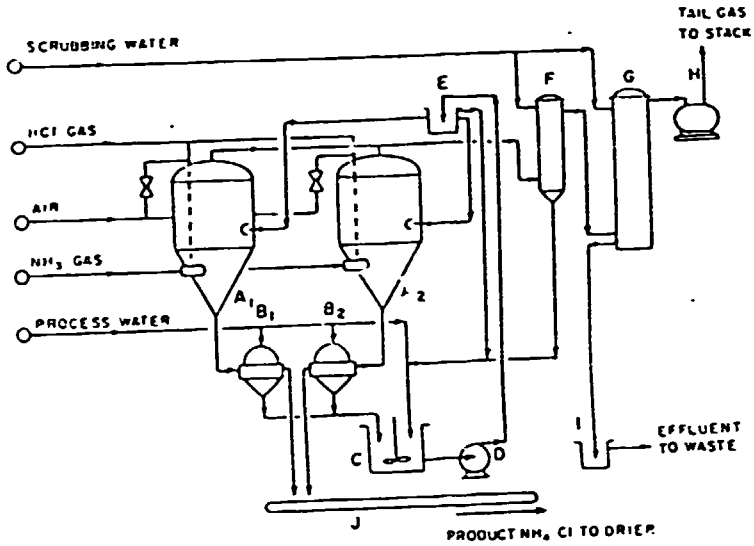 TAIL GAS
TO STACK
SCRUBBING WATER
E
F
G
H
HCl GAS
AIR
C
C
NH₃ GAS
A₁
2
PROCESS WATER
B₁
B₂
C
D
I
EFFLUENT
TO WASTE
J
PRODUCT NH₄ Cl TO DRIER